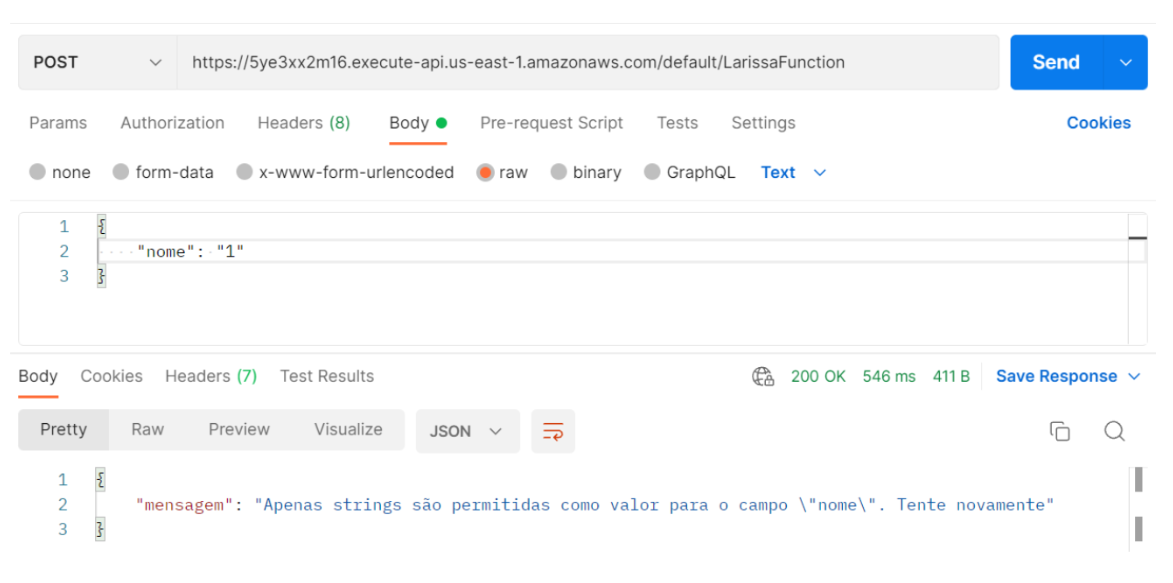 POST https://5ye3xx2m16.execute-api.us-east-1.amazonaws.com/default/LarissaFunction Send
Params Authorization Headers (8) Body Pre-request Script Tests Settings Cookies
none form-data x-www-form-urlencoded raw binary GraphQL Text
1 {
2 "nome": "1"
3 }
Body Cookies Headers (7) Test Results 200 OK 546 ms 411 B Save Response
Pretty Raw Preview Visualize JSON
1 {
2 "mensagem": "Apenas strings são permitidas como valor para o campo \"nome\". Tente novamente"
3 }